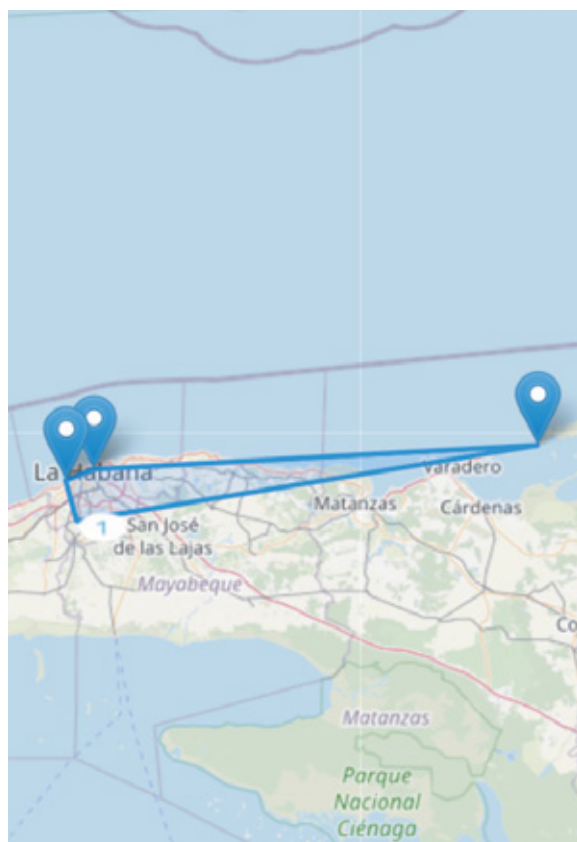 La Habana
Varadero
Matanzas
Cárdenas
1
San José
de las Lajas
Mayabeque
Co
Matanzas
Parque
Nacional
Ciénaga